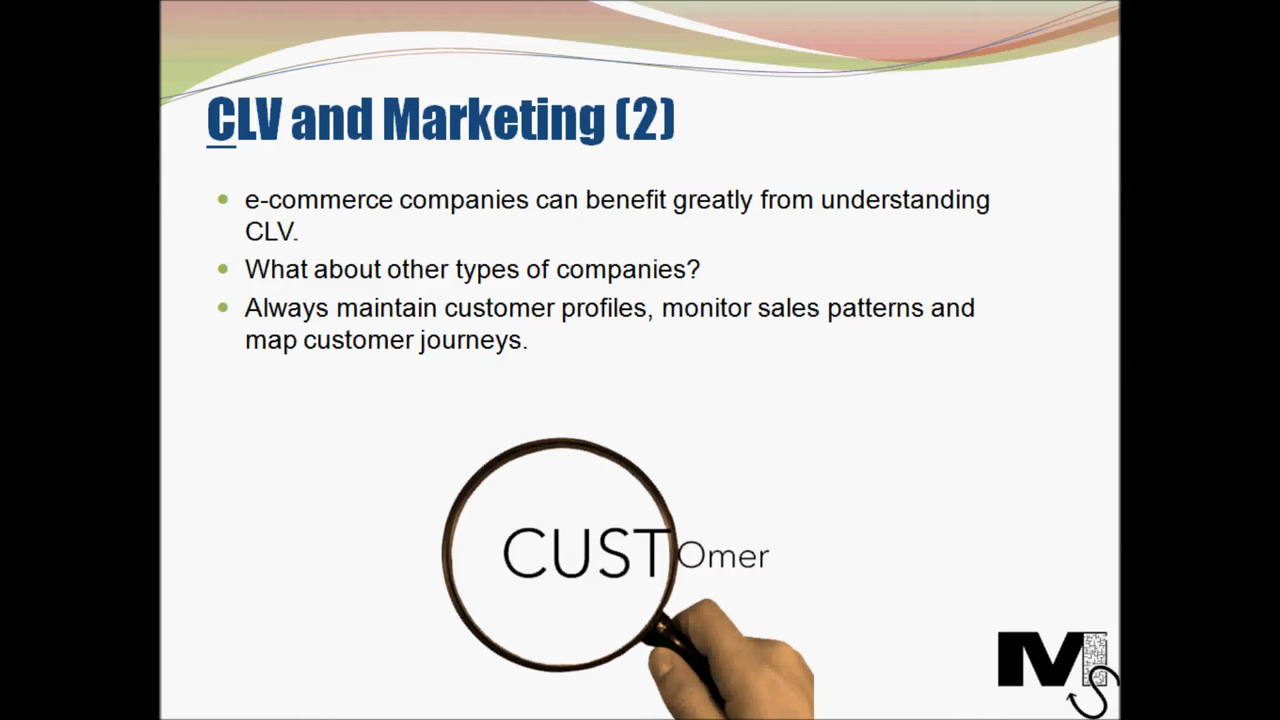 CLV and Marketing (2)
e-commerce companies can benefit greatly from understanding
CLV.
What about other types of companies?
Always maintain customer profiles, monitor sales patterns and
map customer journeys.
CUSTOmer
MS